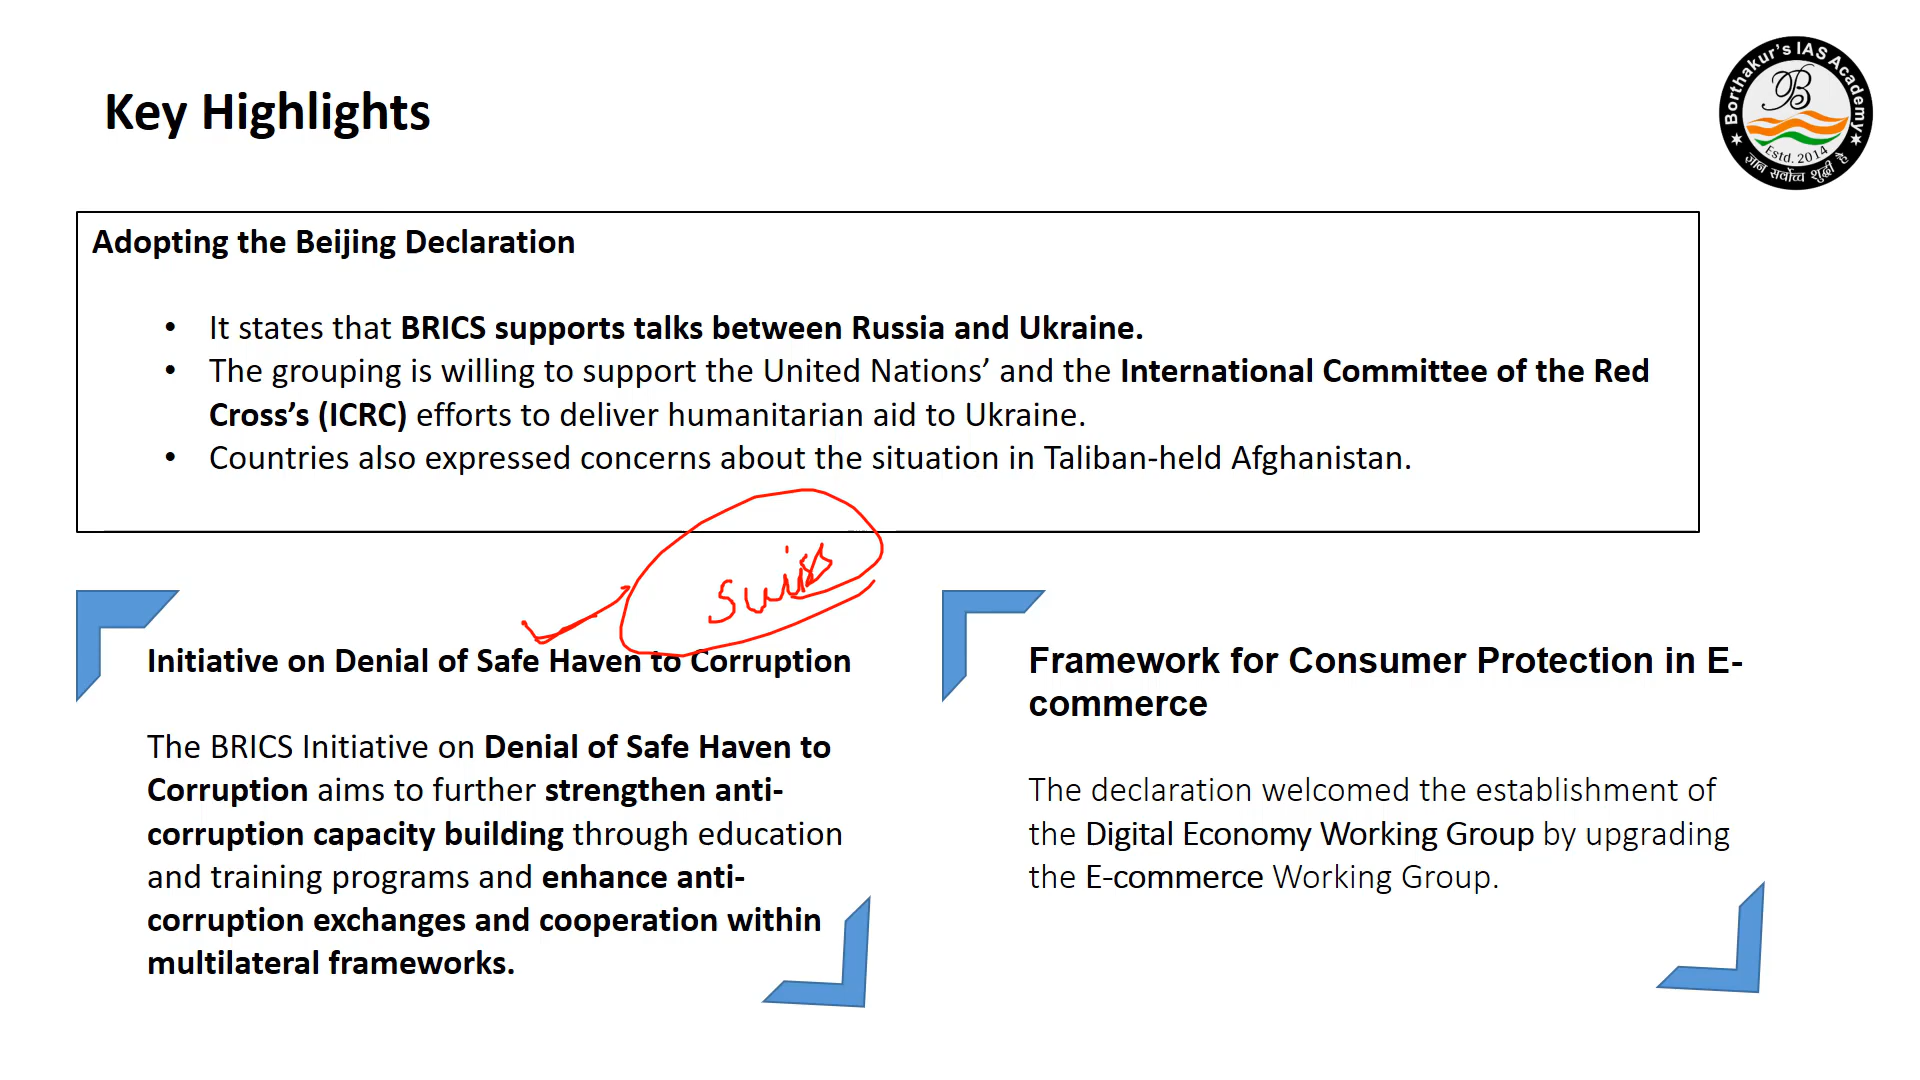 Key Highlights
Borthakur's IAS Academy
B
Estd. 2014
ज्ञान सर्वोच्च शुद्धी है
Adopting the Beijing Declaration
• It states that BRICS supports talks between Russia and Ukraine.
• The grouping is willing to support the United Nations’ and the International Committee of the Red
Cross’s (ICRC) efforts to deliver humanitarian aid to Ukraine.
• Countries also expressed concerns about the situation in Taliban-held Afghanistan.
Swiss
Initiative on Denial of Safe Haven to Corruption
The BRICS Initiative on Denial of Safe Haven to
Corruption aims to further strengthen anti-
corruption capacity building through education
and training programs and enhance anti-
corruption exchanges and cooperation within
multilateral frameworks.
Framework for Consumer Protection in E-
commerce
The declaration welcomed the establishment of
the Digital Economy Working Group by upgrading
the E-commerce Working Group.